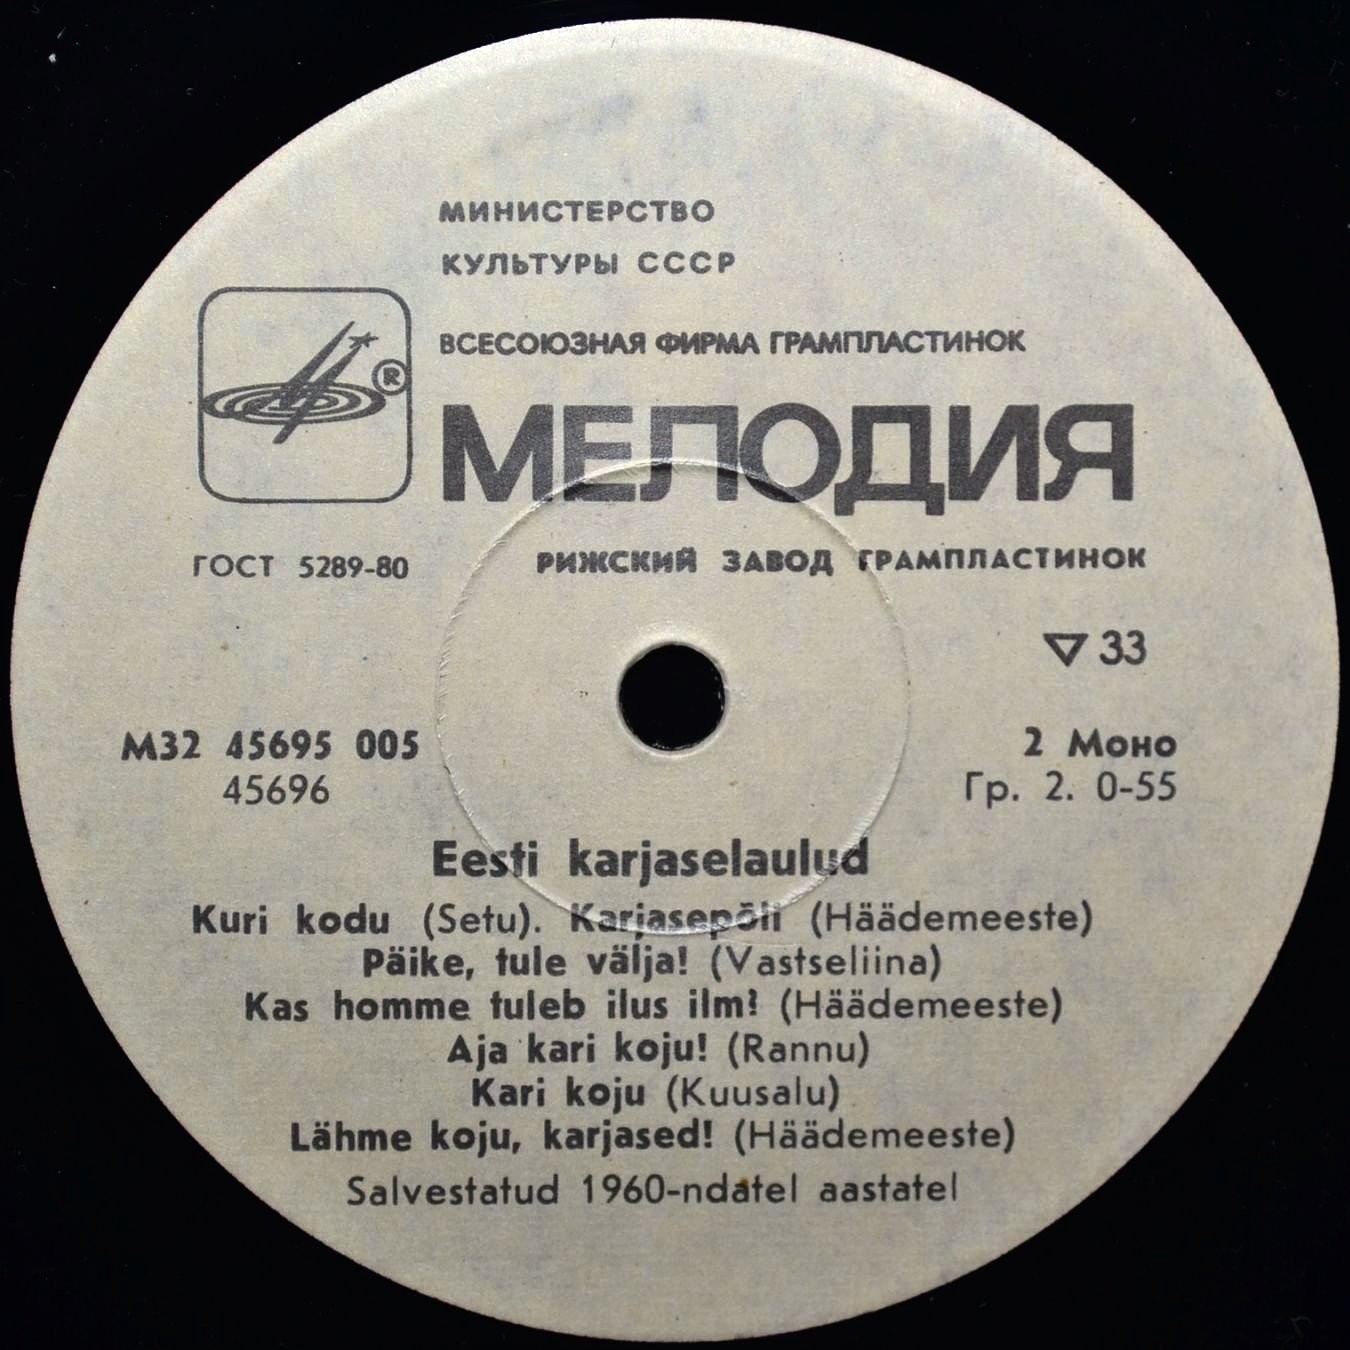 МИНИСТЕРСТВО
КУЛЬТУРЫ СССР
ВСЕСОЮЗНАЯ ФИРМА ГРАМПЛАСТИНОК
®
МЕЛОДИЯ
ГОСТ 5289-80
РИЖСКИЙ ЗАВОД ГРАМПЛАСТИНОК
▽ 33
М32 45695 005
45696
2 Моно
Гр. 2. 0-55
Eesti karjaselaulud
Kuri kodu (Setu). Karjasepõli (Häädemeeste)
Päike, tule välja! (Vastseliina)
Kas homme tuleb ilus ilm? (Häädemeeste)
Aja kari koju! (Rannu)
Kari koju (Kuusalu)
Lähme koju, karjased! (Häädemeeste)
Salvestatud 1960-ndatel aastatel